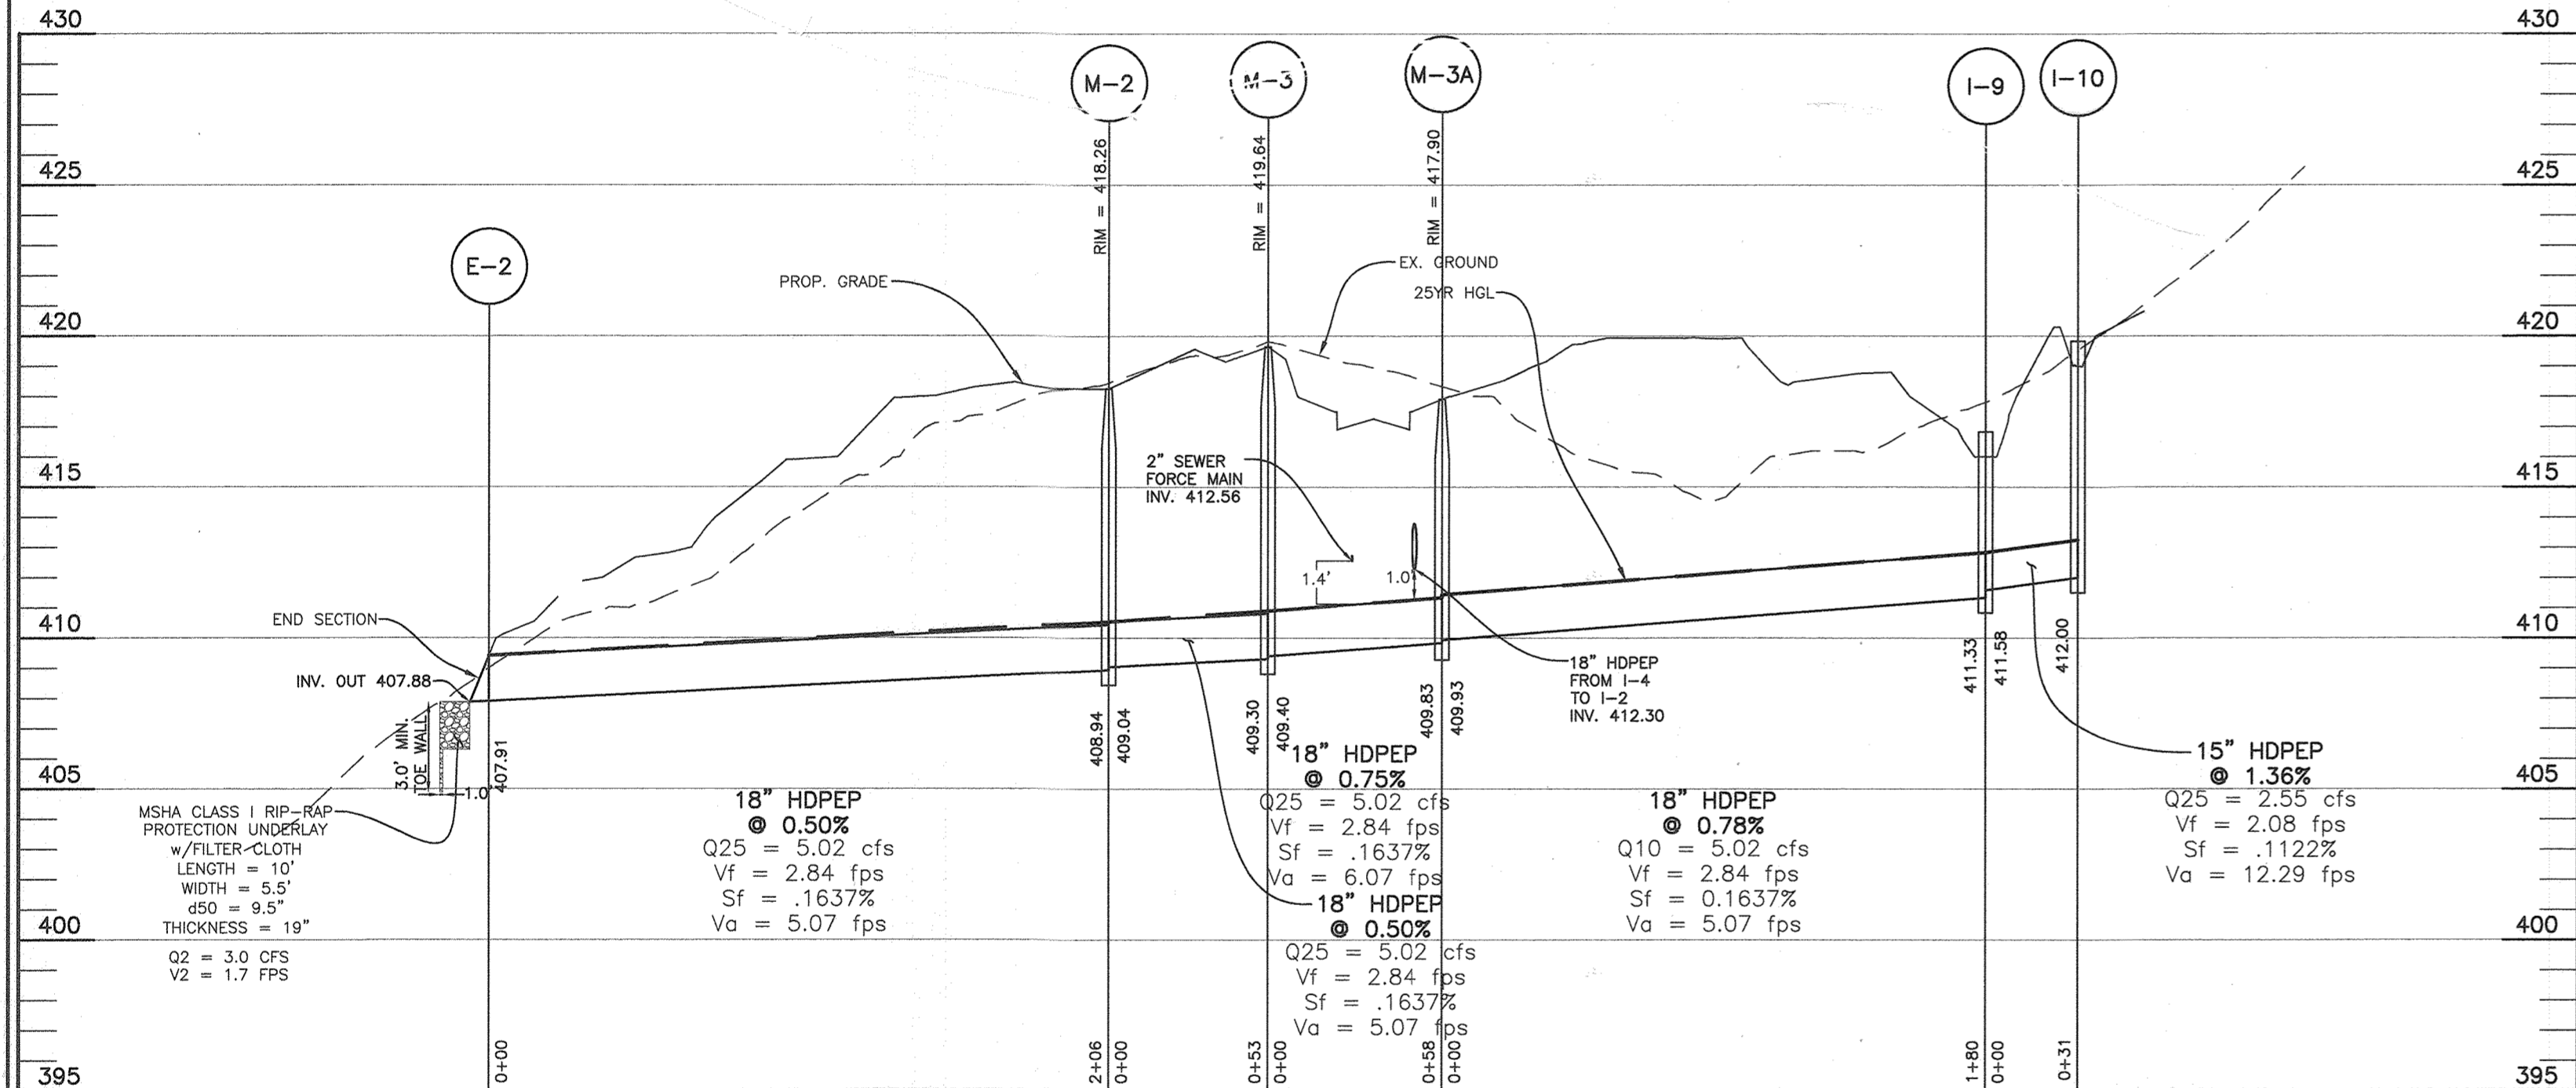 430
430
M-2
M-3
M-3A
I-9
I-10
RIM = 418.26
RIM = 419.64
RIM = 417.90
425
425
E-2
PROP. GRADE
EX. GROUND
25YR HGL
420
420
2" SEWER
FORCE MAIN
INV. 412.56
415
415
1.4'
1.0'
END SECTION
410
410
INV. OUT 407.88
18" HDPEP
FROM I-4
TO I-2
INV. 412.30
411.33
411.58
412.00
408.94
409.04
409.30
409.40
409.83
409.93
3.0' MIN.
TOE WALL
407.91
1.0'
405
405
MSHA CLASS I RIP-RAP
PROTECTION UNDERLAY
w/FILTER CLOTH
LENGTH = 10'
WIDTH = 5.5'
d50 = 9.5"
THICKNESS = 19"
Q2 = 3.0 CFS
V2 = 1.7 FPS
18" HDPEP
@ 0.50%
Q25 = 5.02 cfs
Vf = 2.84 fps
Sf = .1637%
Va = 5.07 fps
18" HDPEP
@ 0.75%
Q25 = 5.02 cfs
Vf = 2.84 fps
Sf = .1637%
Va = 6.07 fps
18" HDPEP
@ 0.50%
Q25 = 5.02 cfs
Vf = 2.84 fps
Sf = .1637%
Va = 5.07 fps
18" HDPEP
@ 0.78%
Q10 = 5.02 cfs
Vf = 2.84 fps
Sf = 0.1637%
Va = 5.07 fps
15" HDPEP
@ 1.36%
Q25 = 2.55 cfs
Vf = 2.08 fps
Sf = .1122%
Va = 12.29 fps
400
400
0+00
2+06
0+00
0+53
0+00
0+58
0+00
1+80
0+00
0+31
395
395